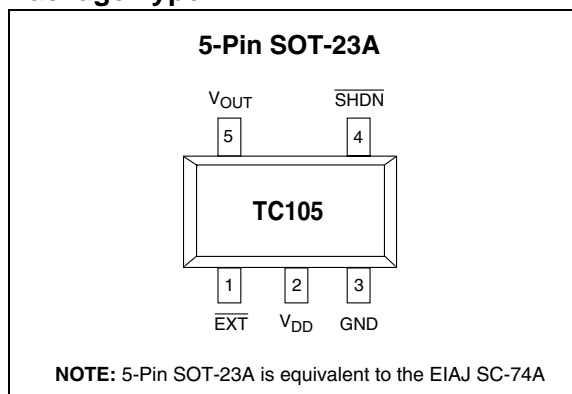 5-Pin SOT-23A
VOUT SHDN
5 4
TC105
1 2 3
EXT VDD GND
NOTE: 5-Pin SOT-23A is equivalent to the EIAJ SC-74A